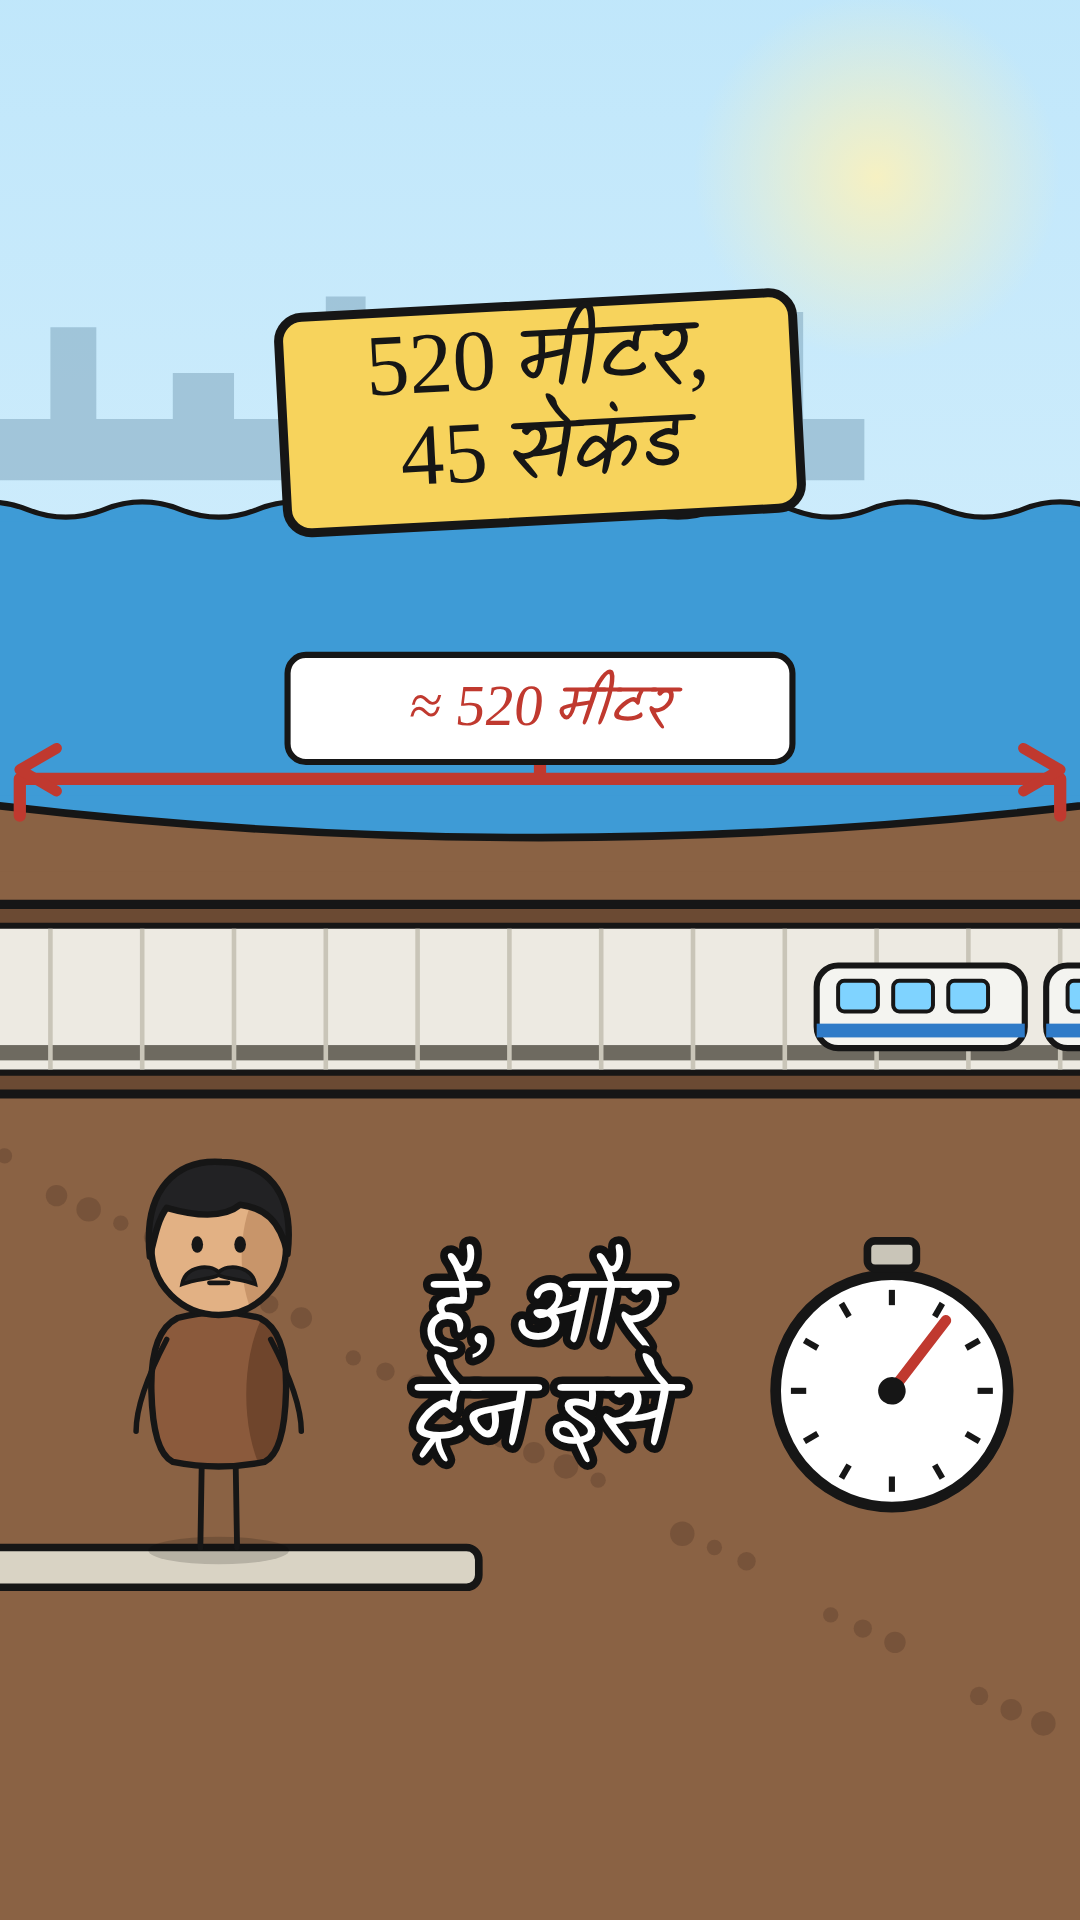 520 मीटर,
45 सेकंड
≈ 520 मीटर
है, और
ट्रेन इसे